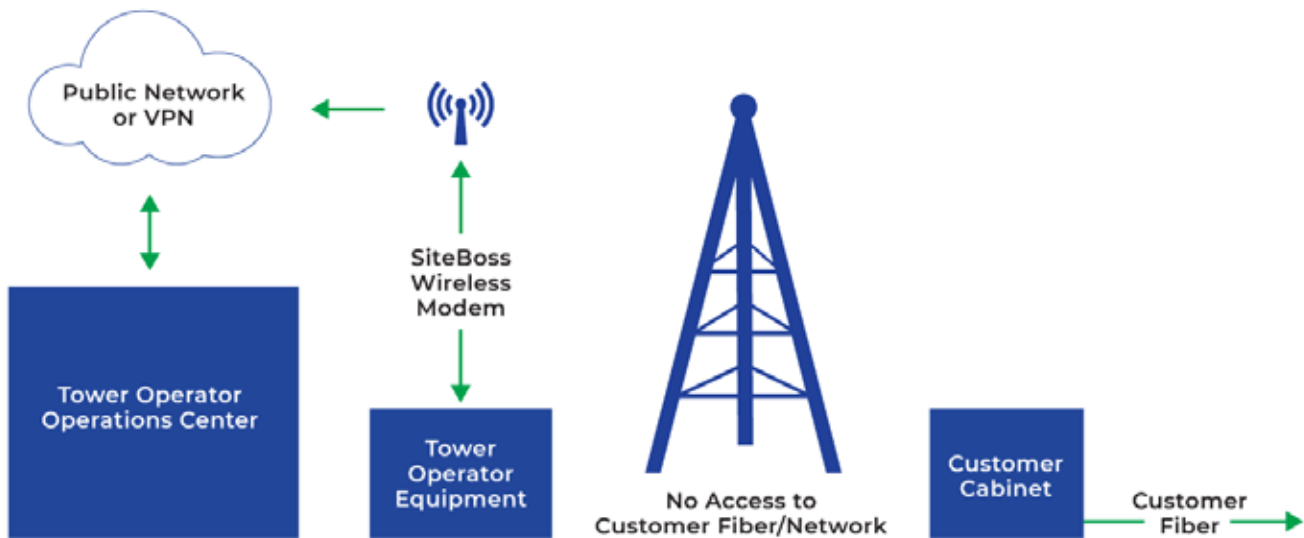 Public Network
or VPN
SiteBoss
Wireless
Modem
Tower Operator
Operations Center
Tower
Operator
Equipment
No Access to
Customer Fiber/Network
Customer
Cabinet
Customer
Fiber